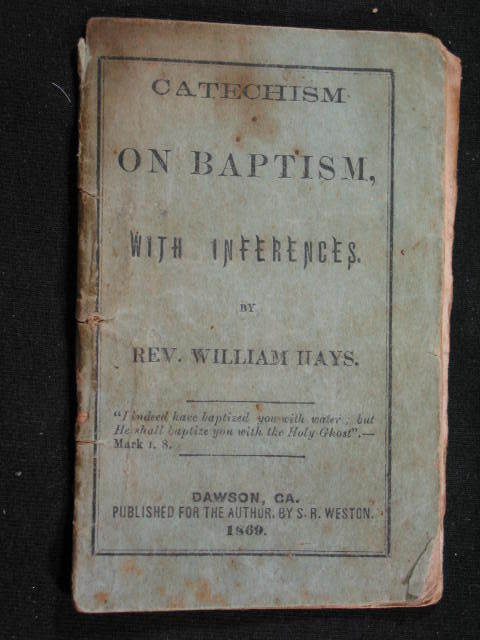 CATECHISM
ON BAPTISM,
WITH INFERENCES.
BY
REV. WILLIAM HAYS.
"I indeed have baptized you with water; but
He shall baptize you with the Holy Ghost".—
Mark 1. 8.
DAWSON, GA.
PUBLISHED FOR THE AUTHOR, BY S. R. WESTON.
1869.